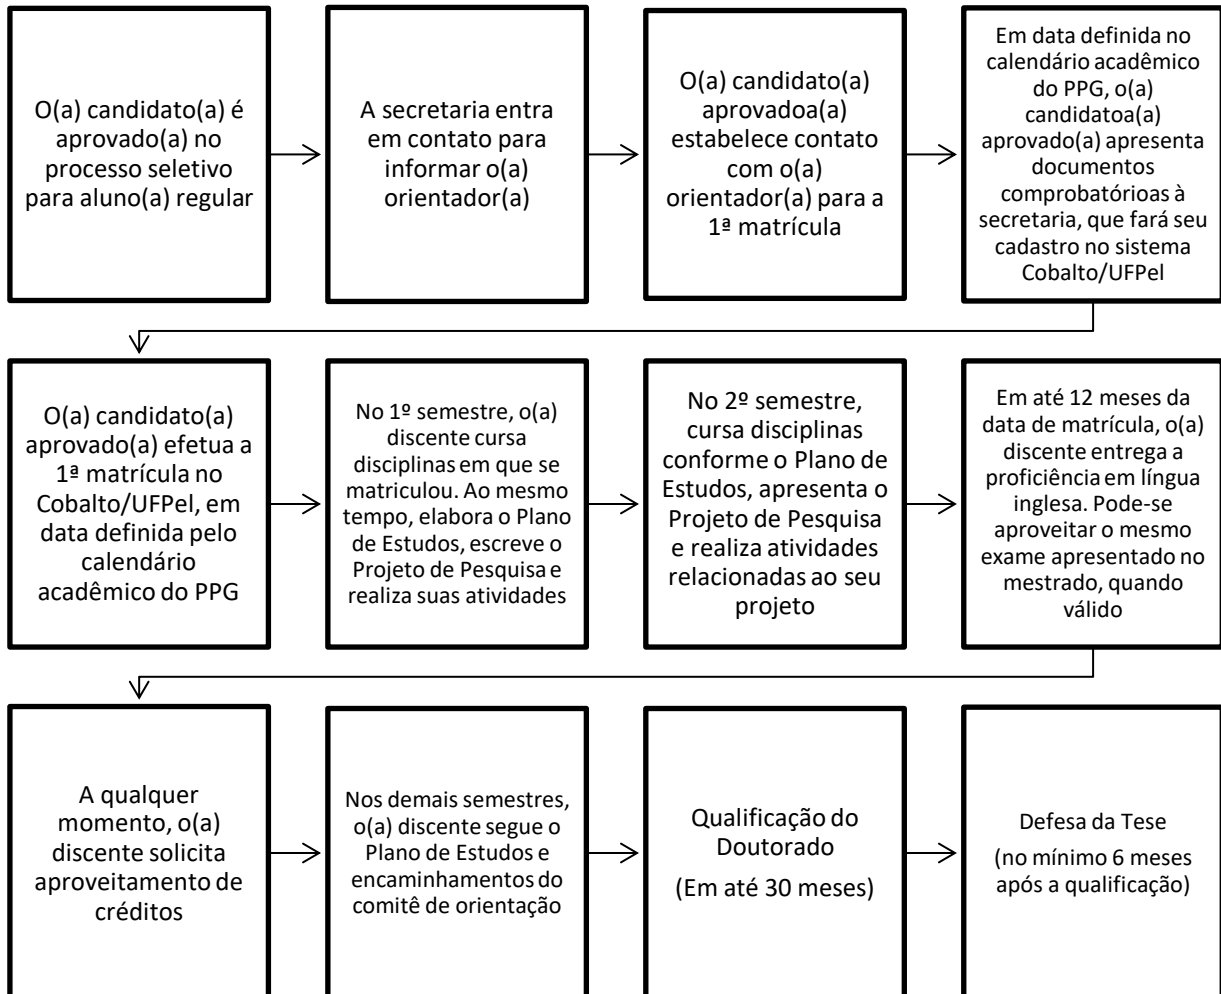 O(a) candidato(a) é
aprovado(a) no
processo seletivo
para aluno(a) regular
A secretaria entra
em contato para
informar o(a)
orientador(a)
O(a) candidato(a)
aprovadoa(a)
estabelece contato
com o(a)
orientador(a) para a
1ª matrícula
Em data definida no
calendário acadêmico
do PPG, o(a)
candidatoa(a)
aprovado(a) apresenta
documentos
comprobatórioas à
secretaria, que fará seu
cadastro no sistema
Cobalto/UFPel
O(a) candidato(a)
aprovado(a) efetua a
1ª matrícula no
Cobalto/UFPel, em
data definida pelo
calendário
acadêmico do PPG
No 1º semestre, o(a)
discente cursa
disciplinas em que se
matriculou. Ao mesmo
tempo, elabora o Plano
de Estudos, escreve o
Projeto de Pesquisa e
realiza suas atividades
No 2º semestre,
cursa disciplinas
conforme o Plano de
Estudos, apresenta o
Projeto de Pesquisa
e realiza atividades
relacionadas ao seu
projeto
Em até 12 meses da
data de matrícula, o(a)
discente entrega a
proficiência em língua
inglesa. Pode-se
aproveitar o mesmo
exame apresentado no
mestrado, quando
válido
A qualquer
momento, o(a)
discente solicita
aproveitamento de
créditos
Nos demais semestres,
o(a) discente segue o
Plano de Estudos e
encaminhamentos do
comitê de orientação
Qualificação do
Doutorado
(Em até 30 meses)
Defesa da Tese
(no mínimo 6 meses
após a qualificação)